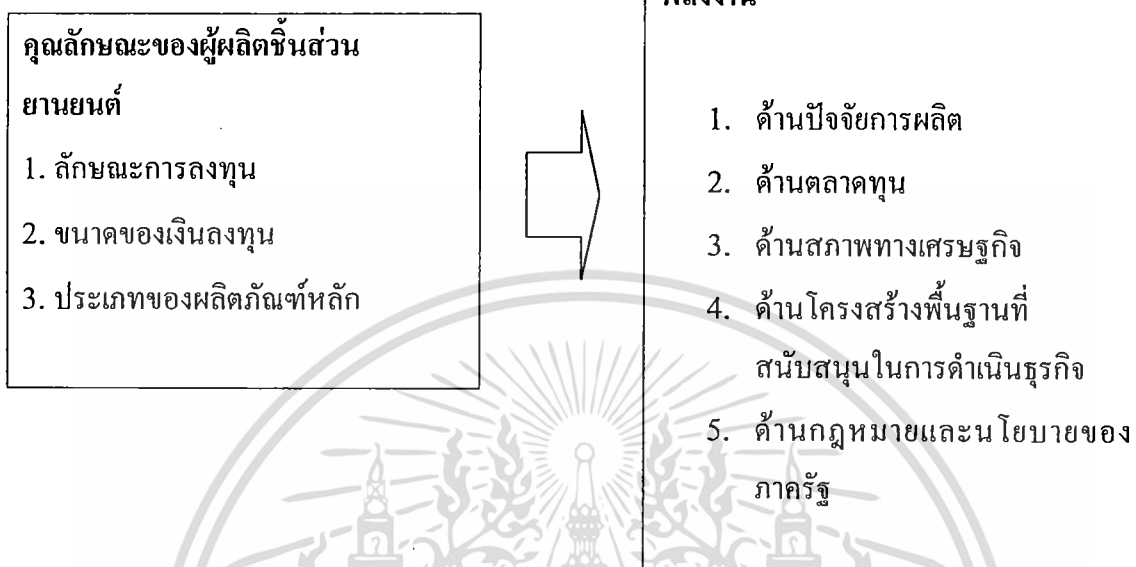 คุณลักษณะของผู้ผลิตชิ้นส่วน
ยานยนต์
1. ลักษณะการลงทุน
2. ขนาดของเงินลงทุน
3. ประเภทของผลิตภัณฑ์หลัก
1. ด้านปัจจัยการผลิต
2. ด้านตลาดทุน
3. ด้านสภาพทางเศรษฐกิจ
4. ด้านโครงสร้างพื้นฐานที่
สนับสนุนในการดำเนินธุรกิจ
5. ด้านกฎหมายและนโยบายของ
ภาครัฐ